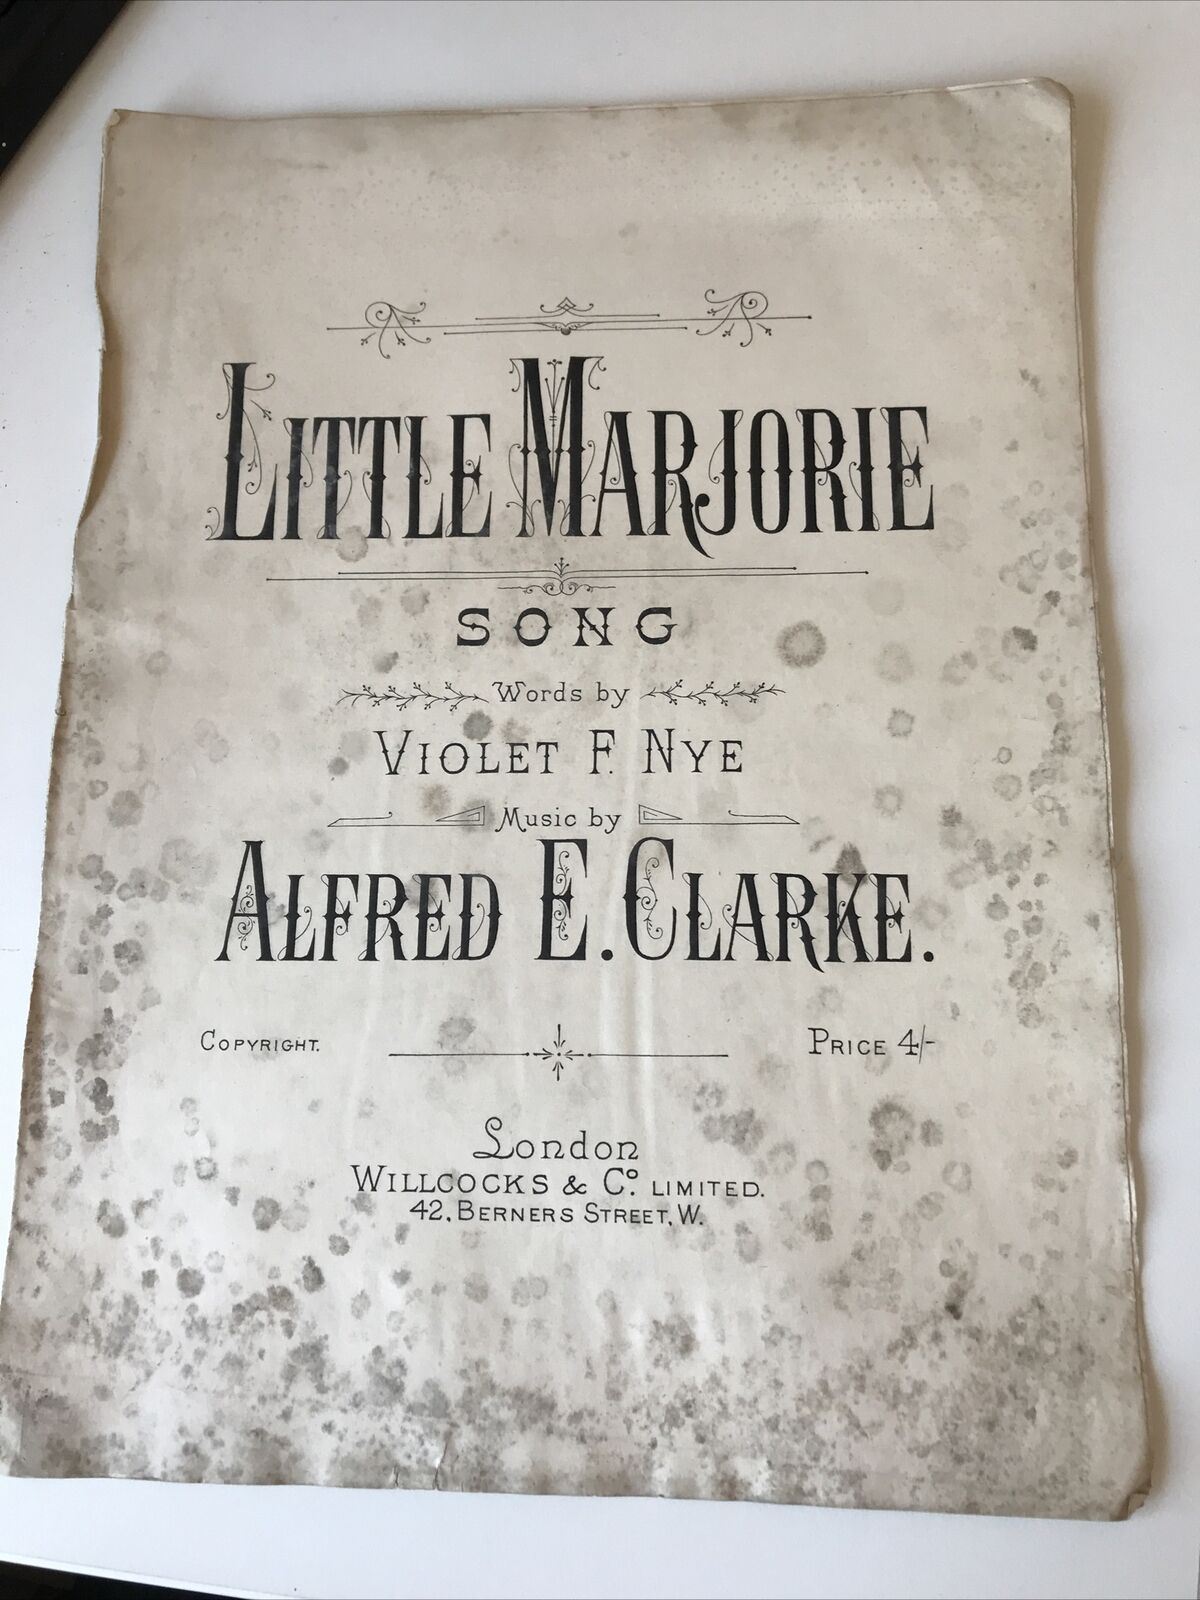 LITTLE MARJORIE
SONG
Words by
VIOLET F. NYE
Music by
ALFRED E. CLARKE.
COPYRIGHT.
PRICE 4/-
London
WILLCOCKS & Co. LIMITED.
42, BERNERS STREET, W.